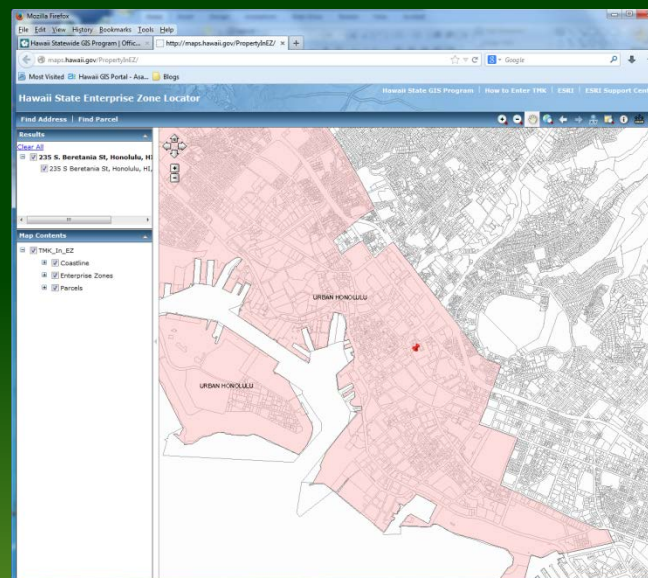 Mozilla Firefox
File Edit View History Bookmarks Tools Help
Hawaii Statewide GIS Program | Offic...
http://maps.hawaii.gov/PropertyInEZ/
maps.hawaii.gov/PropertyInEZ/
Google
Most Visited
Hawaii GIS Portal - Asa...
Blogs
Hawaii State GIS Program | How to Enter TMK | ESRI | ESRI Support Cent
Hawaii State Enterprise Zone Locator
Find Address | Find Parcel
Results
Clear All
235 S. Beretania St, Honolulu, HI
235 S Beretania St, Honolulu, HI,
Map Contents
TMK_In_EZ
Coastline
Enterprise Zones
Parcels
URBAN HONOLULU
URBAN HONOLULU